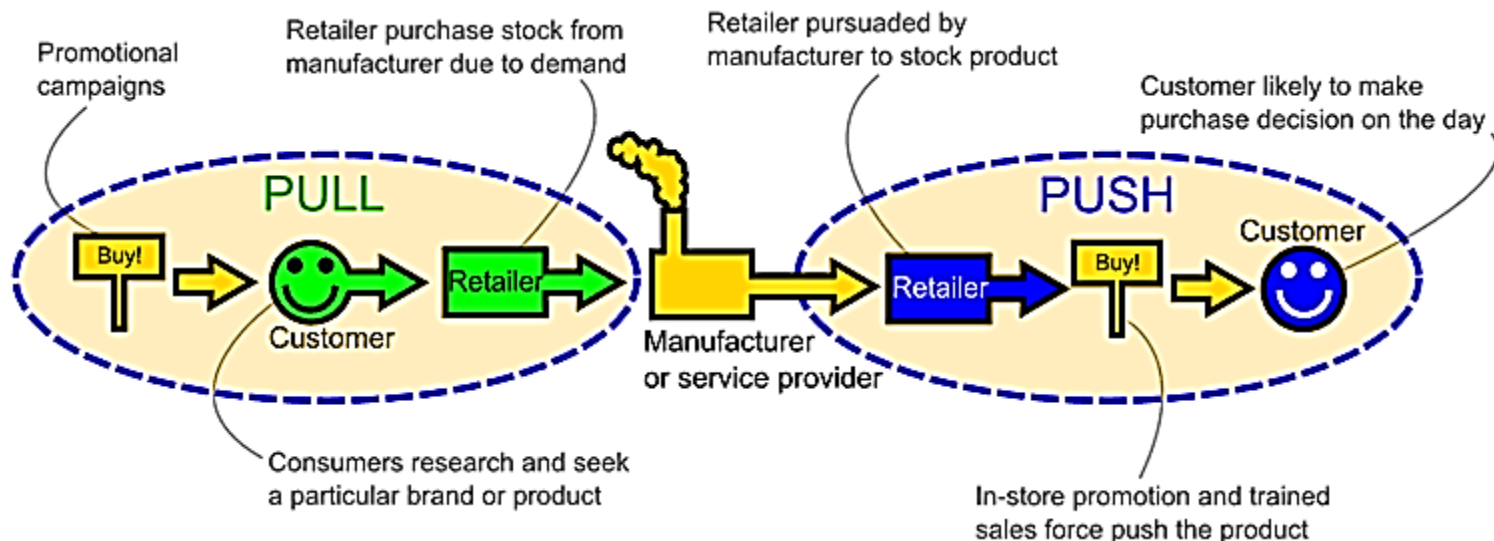 Promotional
campaigns
Retailer purchase stock from
manufacturer due to demand
Retailer pursuaded by
manufacturer to stock product
Customer likely to make
purchase decision on the day
PULL
Buy!
Customer
Retailer
Manufacturer
or service provider
PUSH
Retailer
Buy!
Customer
Consumers research and seek
a particular brand or product
In-store promotion and trained
sales force push the product